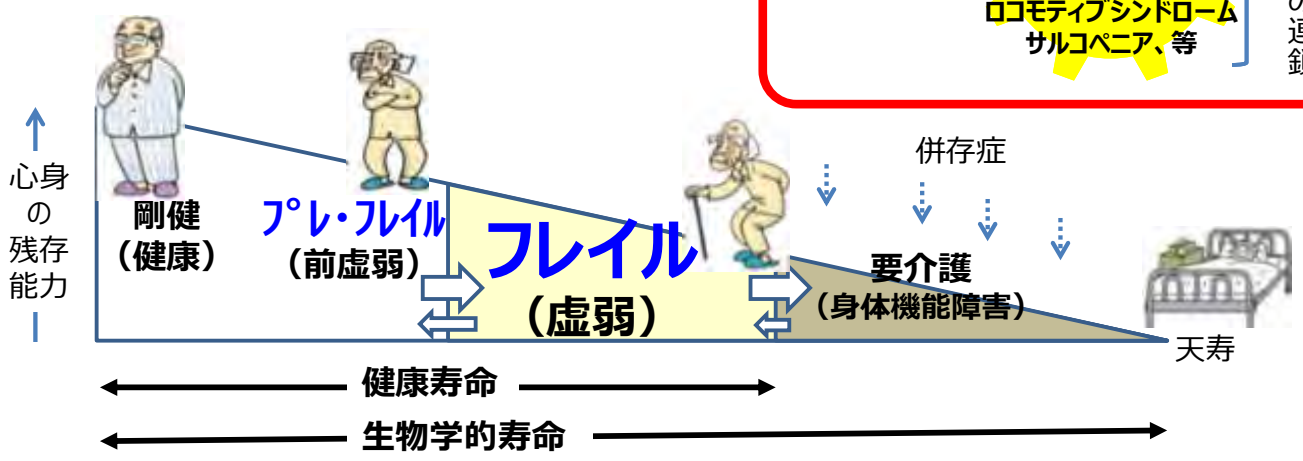 ロコモティブシンドローム
サルコペニア、等
の
連
鎖
心身
の
残存
能力
剛健
（健康）
プレ・フレイル
（前虚弱）
フレイル
（虚弱）
併存症
要介護
（身体機能障害）
天寿
健康寿命
生物学的寿命